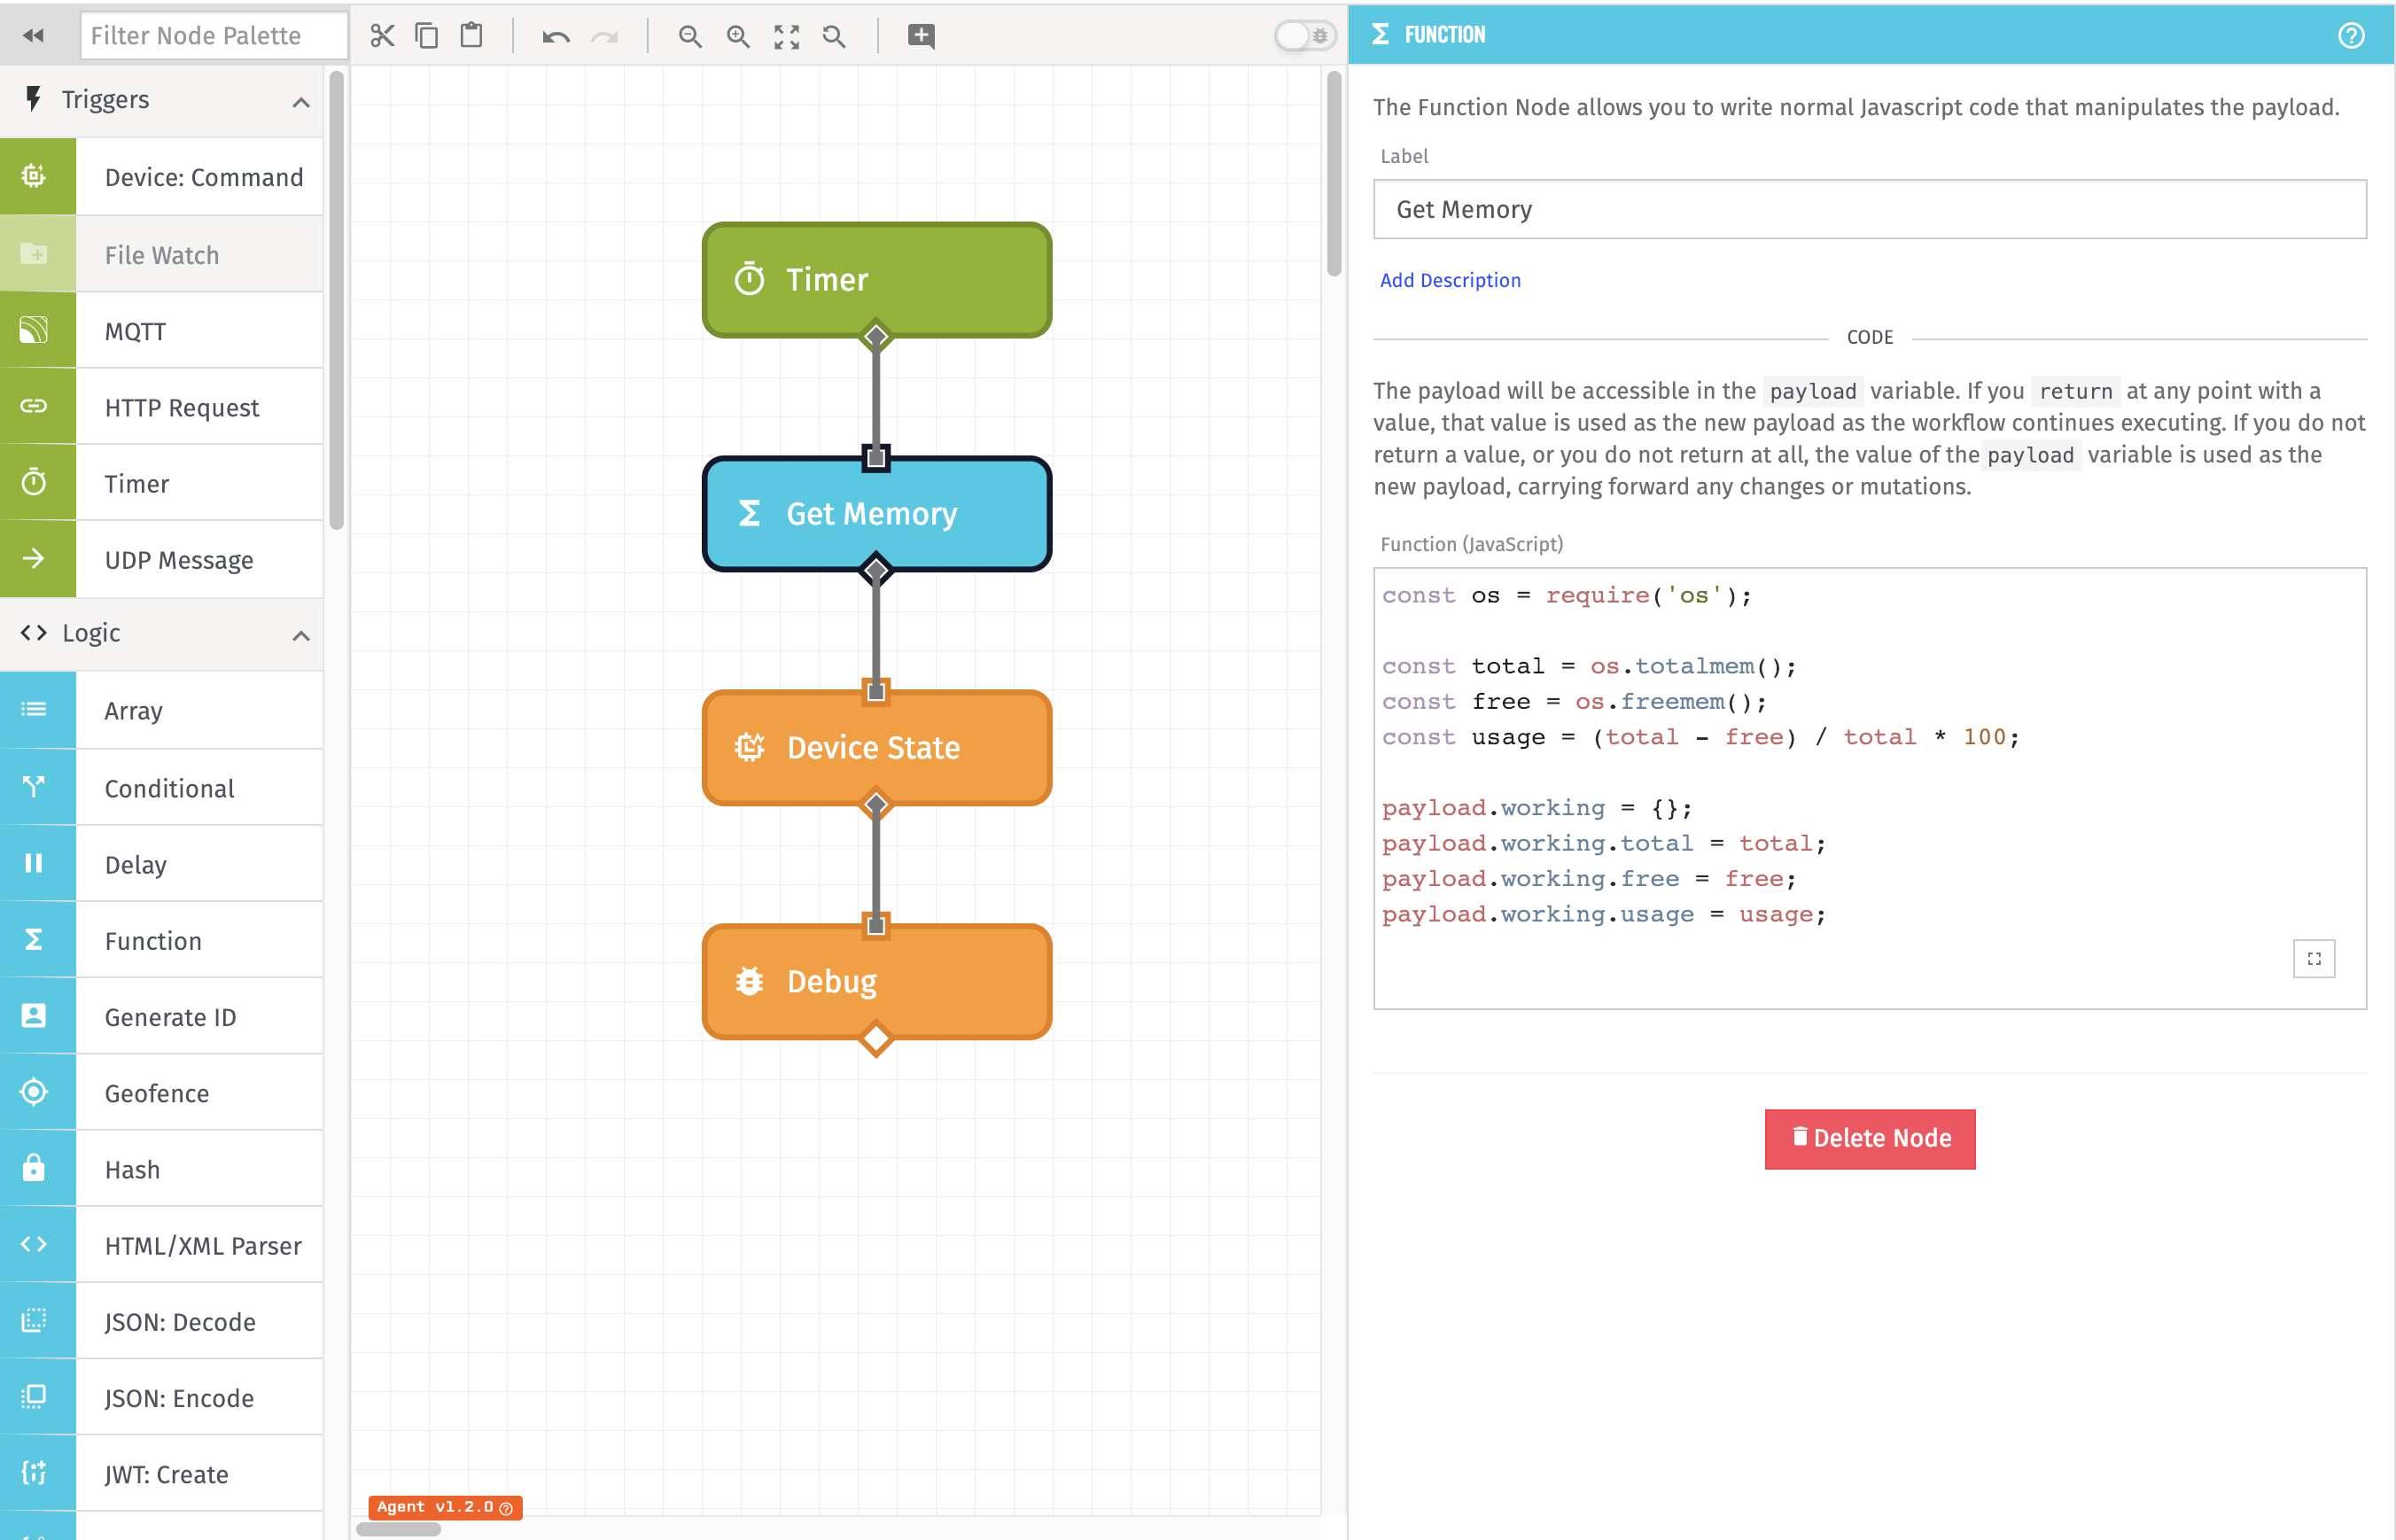 Filter Node Palette
Triggers
Device: Command
File Watch
MQTT
HTTP Request
Timer
UDP Message
Logic
Array
Conditional
Delay
Function
Generate ID
Geofence
Hash
HTML/XML Parser
JSON: Decode
JSON: Encode
JWT: Create
Timer
Get Memory
Device State
Debug
Agent v1.2.0
FUNCTION
The Function Node allows you to write normal Javascript code that manipulates the payload.
Label
Get Memory
Add Description
CODE
The payload will be accessible in the payload variable. If you return at any point with a
value, that value is used as the new payload as the workflow continues executing. If you do not
return a value, or you do not return at all, the value of the payload variable is used as the
new payload, carrying forward any changes or mutations.
Function (JavaScript)
const os = require('os');
const total = os.totalmem();
const free = os.freemem();
const usage = (total - free) / total * 100;
payload.working = {};
payload.working.total = total;
payload.working.free = free;
payload.working.usage = usage;
Delete Node